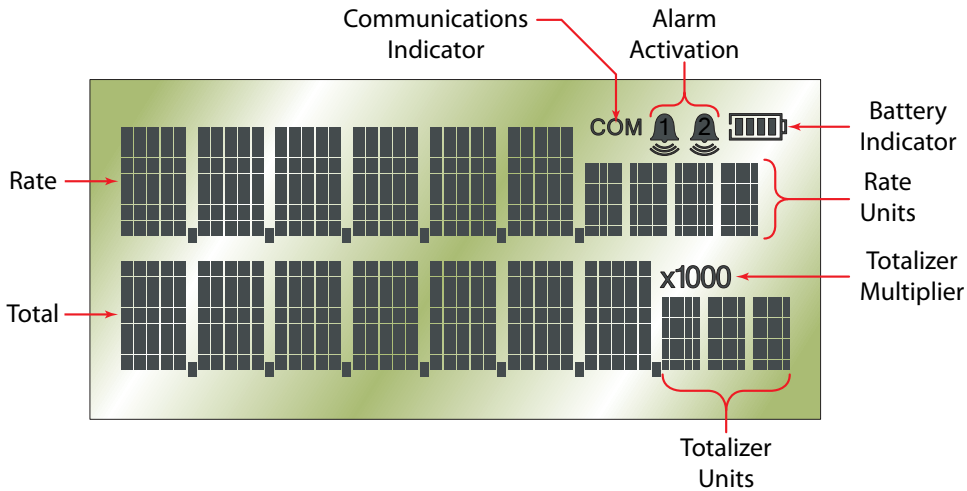 Communications
Indicator
Alarm
Activation
COM 1 2
Battery
Indicator
Rate
Rate
Units
x1000
Totalizer
Multiplier
Total
Totalizer
Units